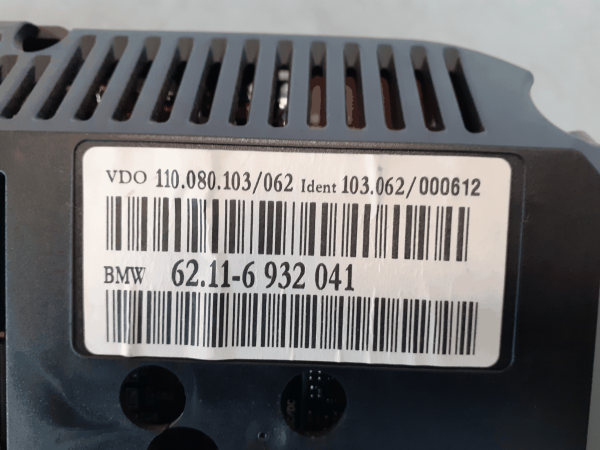 VDO 110.080.103/062 Ident 103.062/000612
BMW 62.11-6 932 041